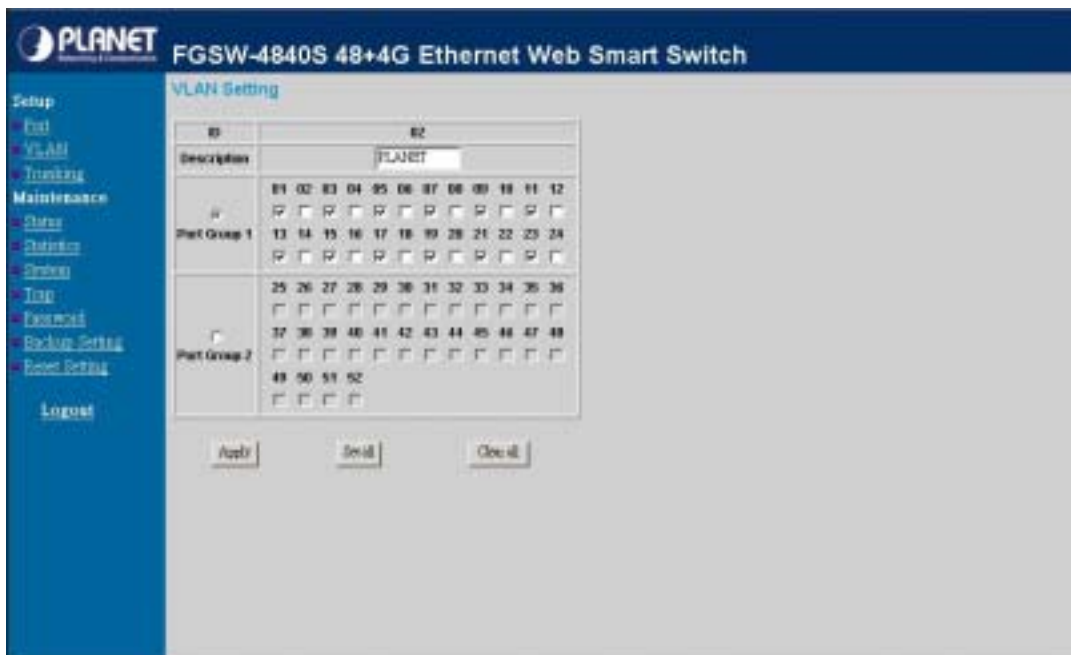 PLANET
Networking & Communication
FGSW-4840S 48+4G Ethernet Web Smart Switch
Setup
Port
VLAN
Trunking
Maintenance
Status
Statistics
System
Trap
Password
Backup Setting
Reset Setting
Logout
VLAN Setting
ID 02
Description PLANET
01 02 03 04 05 06 07 08 09 10 11 12
Port Group 1
13 14 15 16 17 18 19 20 21 22 23 24
25 26 27 28 29 30 31 32 33 34 35 36
37 38 39 40 41 42 43 44 45 46 47 48
Port Group 2
49 50 51 52
Apply Set all Clear all